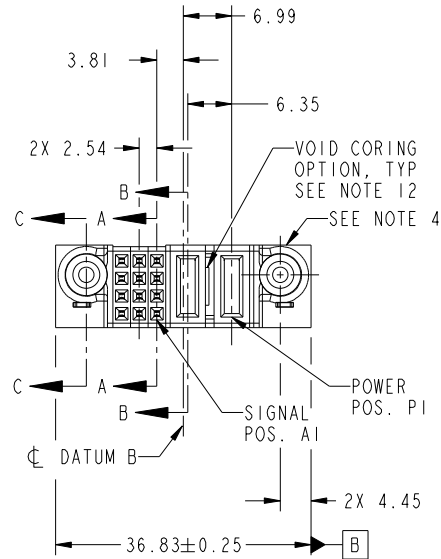 6.99
3.81
6.35
2X 2.54
VOID CORING
OPTION, TYP
SEE NOTE 12
B
C A
SEE NOTE 4
C A
POWER
POS. P1
B
SIGNAL
POS. A1
℄ DATUM B
2X 4.45
36.83±0.25 B